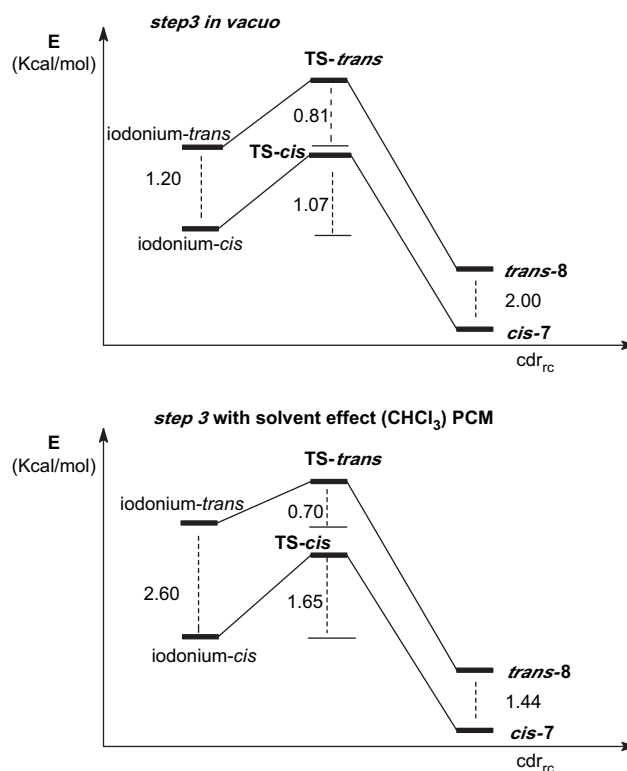 step3 in vacuo
E
(Kcal/mol)
TS-trans
0.81
iodonium-trans
TS-cis
1.20
1.07
iodonium-cis
trans-8
2.00
cis-7
cdrrc
step 3 with solvent effect (CHCl3) PCM
E
(Kcal/mol)
TS-trans
iodonium-trans
0.70
TS-cis
2.60
1.65
iodonium-cis
trans-8
1.44
cis-7
cdrrc